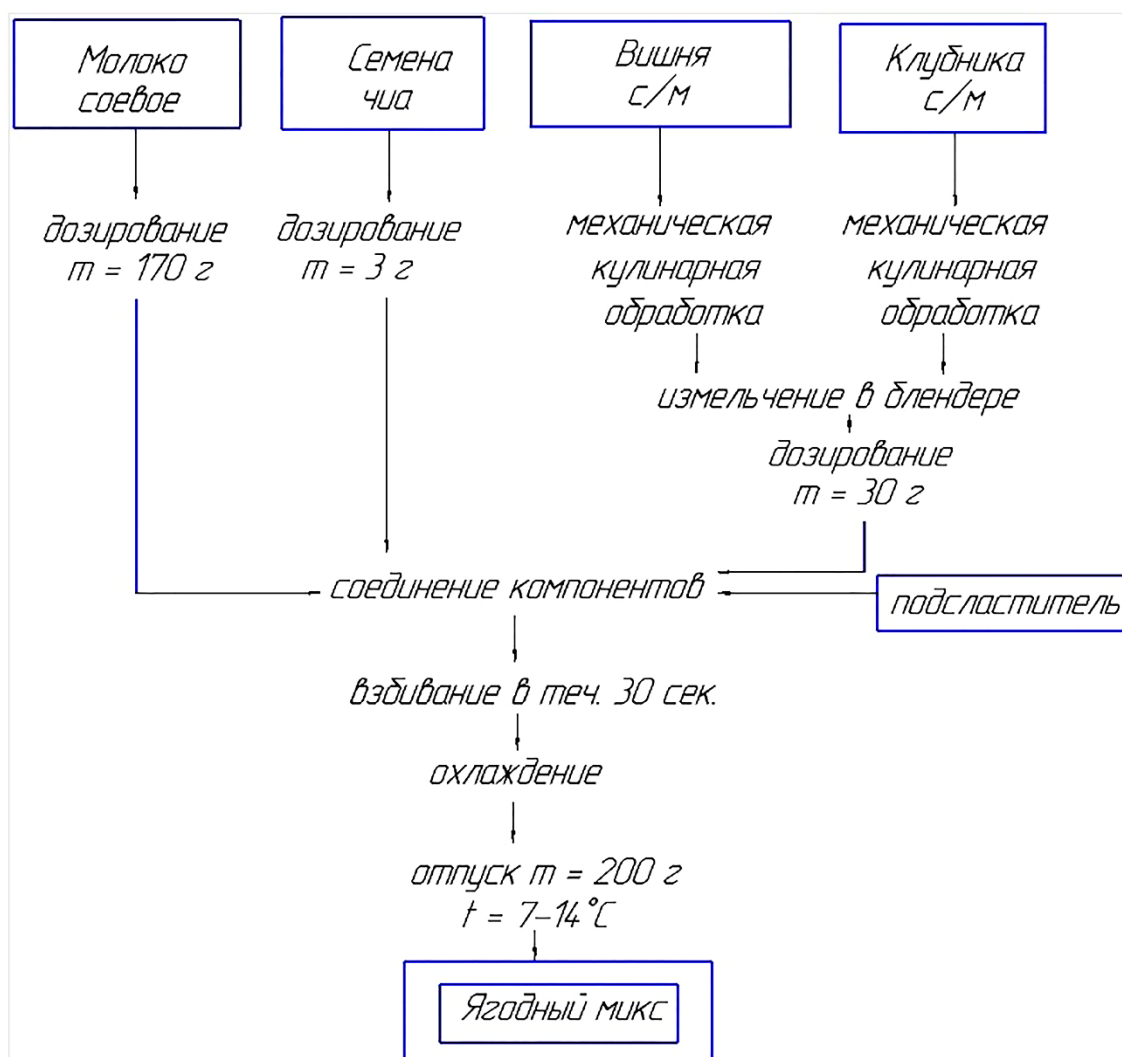 Молоко
соевое
Семена
чиа
Вишня
с/м
Клубника
с/м
дозирование
m = 170 г
дозирование
m = 3 г
механическая
кулинарная
обработка
механическая
кулинарная
обработка
измельчение в блендере
дозирование
m = 30 г
соединение компонентов
подсластитель
взбивание в теч. 30 сек.
охлаждение
отпуск m = 200 г
t = 7-14°C
Ягодный микс